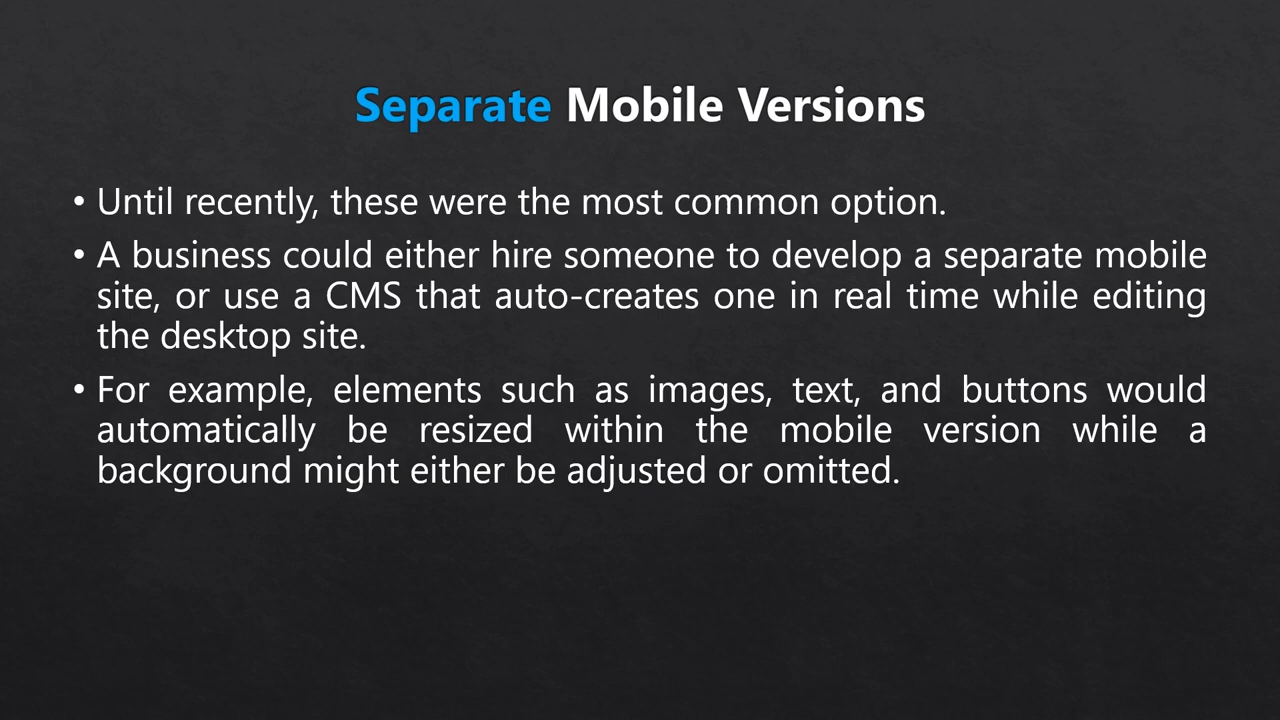 Separate Mobile Versions
• Until recently, these were the most common option.
• A business could either hire someone to develop a separate mobile
site, or use a CMS that auto-creates one in real time while editing
the desktop site.
• For example, elements such as images, text, and buttons would
automatically be resized within the mobile version while a
background might either be adjusted or omitted.